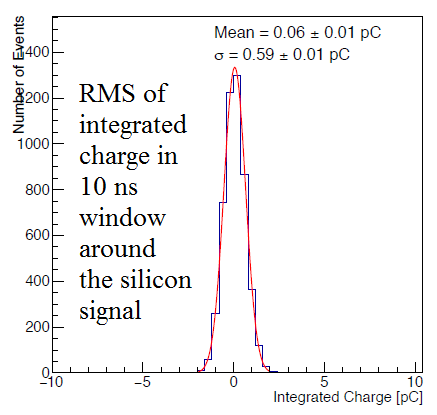 Mean = 0.06 ± 0.01 pC
σ = 0.59 ± 0.01 pC
Number of Events
RMS of
integrated
charge in
10 ns
window
around
the silicon
signal
1400
1200
1000
800
600
400
200
0
−10
−5
0
5
10
Integrated Charge [pC]